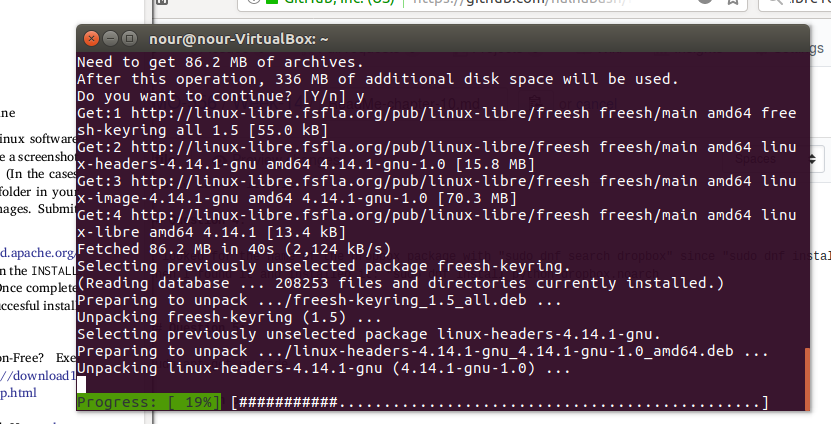 GitHub, Inc. (US)
https://github.com/
nour@nour-VirtualBox: ~
Need to get 86.2 MB of archives.
After this operation, 336 MB of additional disk space will be used.
Do you want to continue? [Y/n] y
Get:1 http://linux-libre.fsfla.org/pub/linux-libre/freesh freesh/main amd64 free
sh-keyring all 1.5 [55.0 kB]
Get:2 http://linux-libre.fsfla.org/pub/linux-libre/freesh freesh/main amd64 linu
x-headers-4.14.1-gnu amd64 4.14.1-gnu-1.0 [15.8 MB]
Get:3 http://linux-libre.fsfla.org/pub/linux-libre/freesh freesh/main amd64 linu
x-image-4.14.1-gnu amd64 4.14.1-gnu-1.0 [70.3 MB]
Get:4 http://linux-libre.fsfla.org/pub/linux-libre/freesh freesh/main amd64 linu
x-libre amd64 4.14.1 [13.4 kB]
Fetched 86.2 MB in 40s (2,124 kB/s)
Selecting previously unselected package freesh-keyring.
(Reading database ... 208253 files and directories currently installed.)
Preparing to unpack .../freesh-keyring_1.5_all.deb ...
Unpacking freesh-keyring (1.5) ...
Selecting previously unselected package linux-headers-4.14.1-gnu.
Preparing to unpack .../linux-headers-4.14.1-gnu_4.14.1-gnu-1.0_amd64.deb ...
Unpacking linux-headers-4.14.1-gnu (4.14.1-gnu-1.0) ...
Progress: [ 19%] [###########..................................................]
ine
inux software
e a screenshot
(In the cases
folder in your
mages. Submit
d.apache.org/
n the INSTALL
Once complete
ccesful instal
on-Free? Exe
//download1
p.html
ngs
Spaces